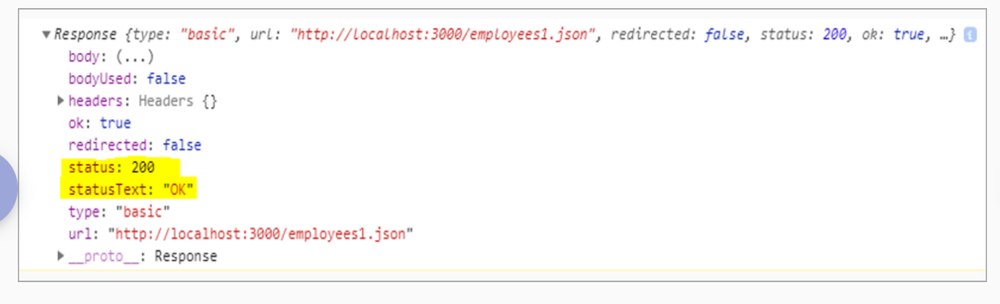 ▼Response {type: "basic", url: "http://localhost:3000/employees1.json", redirected: false, status: 200, ok: true, …} i
body: (...)
bodyUsed: false
▶headers: Headers {}
ok: true
redirected: false
status: 200
statusText: "OK"
type: "basic"
url: "http://localhost:3000/employees1.json"
▶__proto__: Response